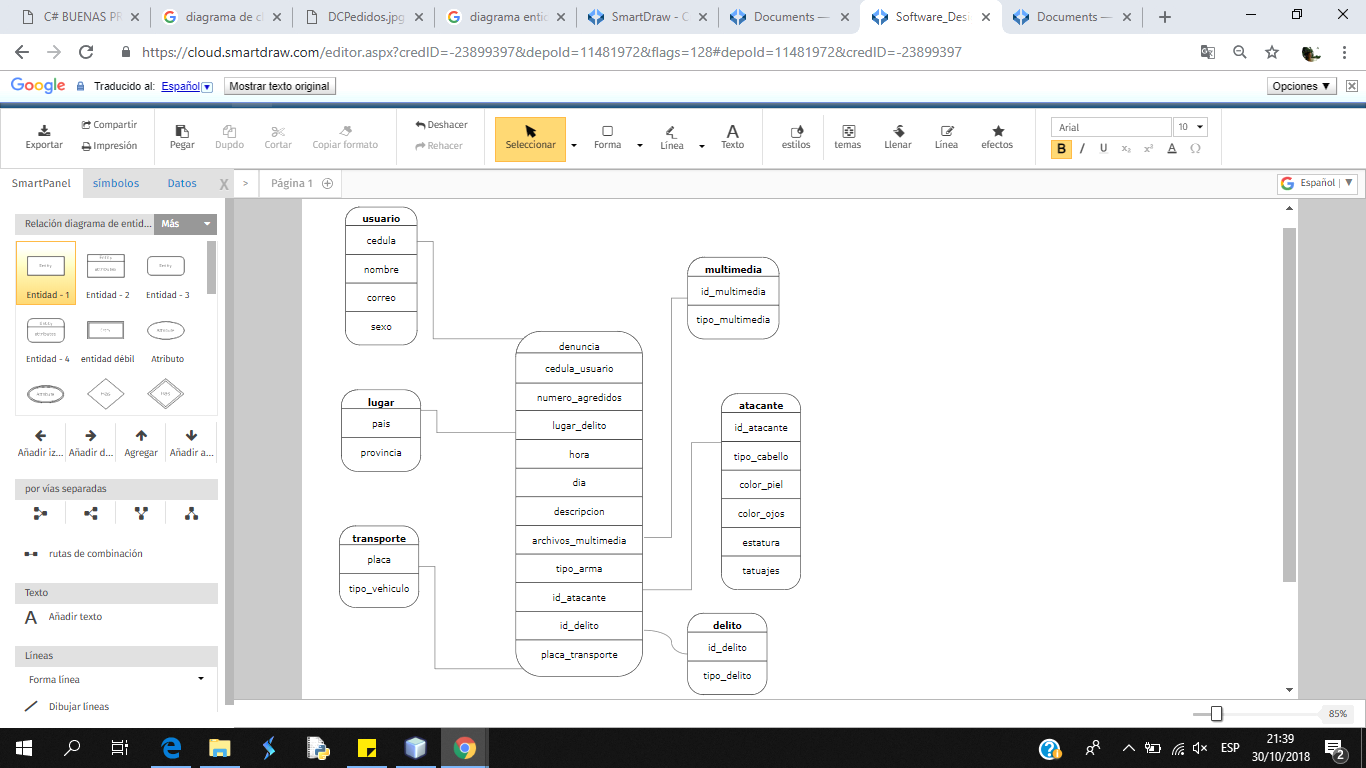 C# BUENAS PR
diagrama de cl
DCPedidos.jpg
diagrama entid
SmartDraw - C
Documents —
Software_Desi
Documents —
https://cloud.smartdraw.com/editor.aspx?credID=-23899397&depoId=11481972&flags=128#depoId=11481972&credID=-23899397
Google Traducido al: Español Mostrar texto original Opciones ▼
Exportar
Compartir
Impresión
Pegar
Dupdo
Cortar
Copiar formato
Deshacer
Rehacer
Seleccionar
Forma
Línea
Texto
estilos
temas
Llenar
Línea
efectos
Arial 10
B I U x₂ x² A Ω
SmartPanel símbolos Datos X > Página 1
Español
Relación diagrama de entid... Más
Entidad - 1 Entidad - 2 Entidad - 3
Entidad - 4 entidad débil Atributo
Añadir iz... Añadir d... Agregar Añadir a...
por vías separadas
rutas de combinación
Texto
A Añadir texto
Líneas
Forma línea
Dibujar líneas
usuario
cedula
nombre
correo
sexo
lugar
pais
provincia
transporte
placa
tipo_vehiculo
denuncia
cedula_usuario
numero_agredidos
lugar_delito
hora
dia
descripcion
archivos_multimedia
tipo_arma
id_atacante
id_delito
placa_transporte
multimedia
id_multimedia
tipo_multimedia
atacante
id_atacante
tipo_cabello
color_piel
color_ojos
estatura
tatuajes
delito
id_delito
tipo_delito
85%
ESP
21:39
30/10/2018
2